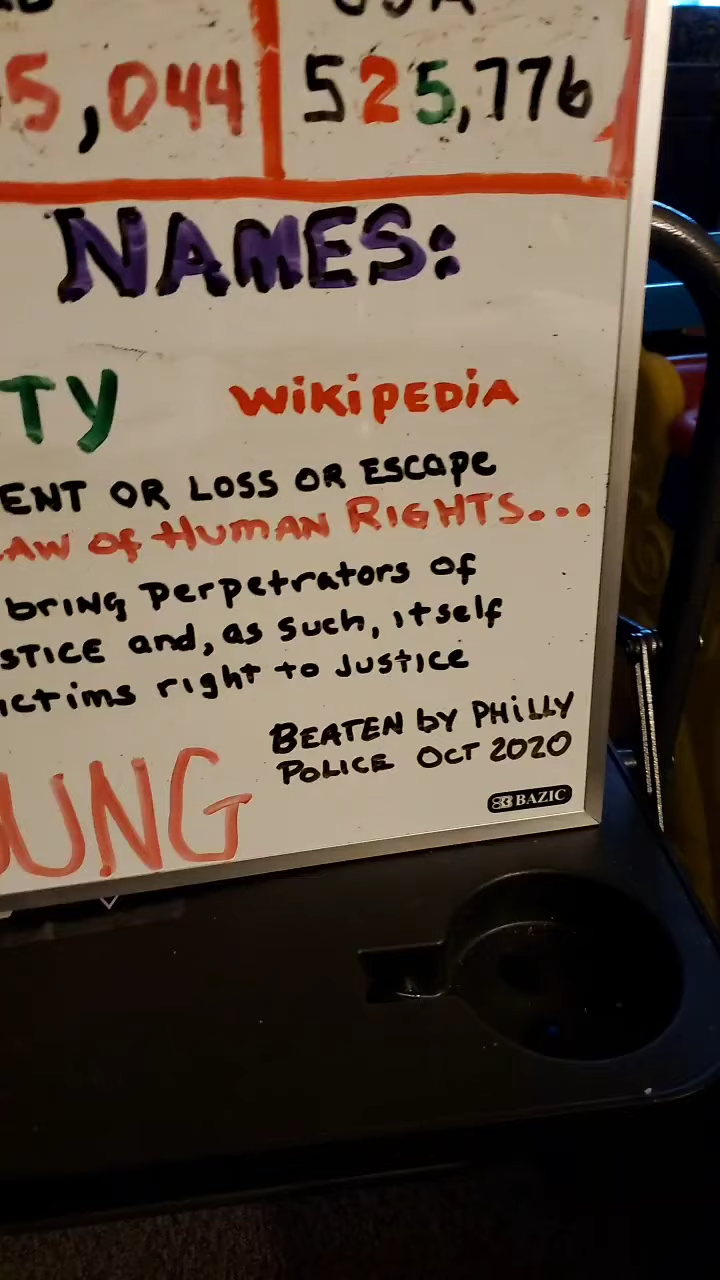 5,044 525,776
NAMES:
TY WIKIPEDIA
ENT OR LOSS OR ESCAPE
LAW OF HUMAN RIGHTS...
bRING PERPETRATORS OF
STICE and, as such, itself
ictims right to JUSTICE
BEATEN by PHILLY
POLICE OCT 2020
UNG
BAZIC